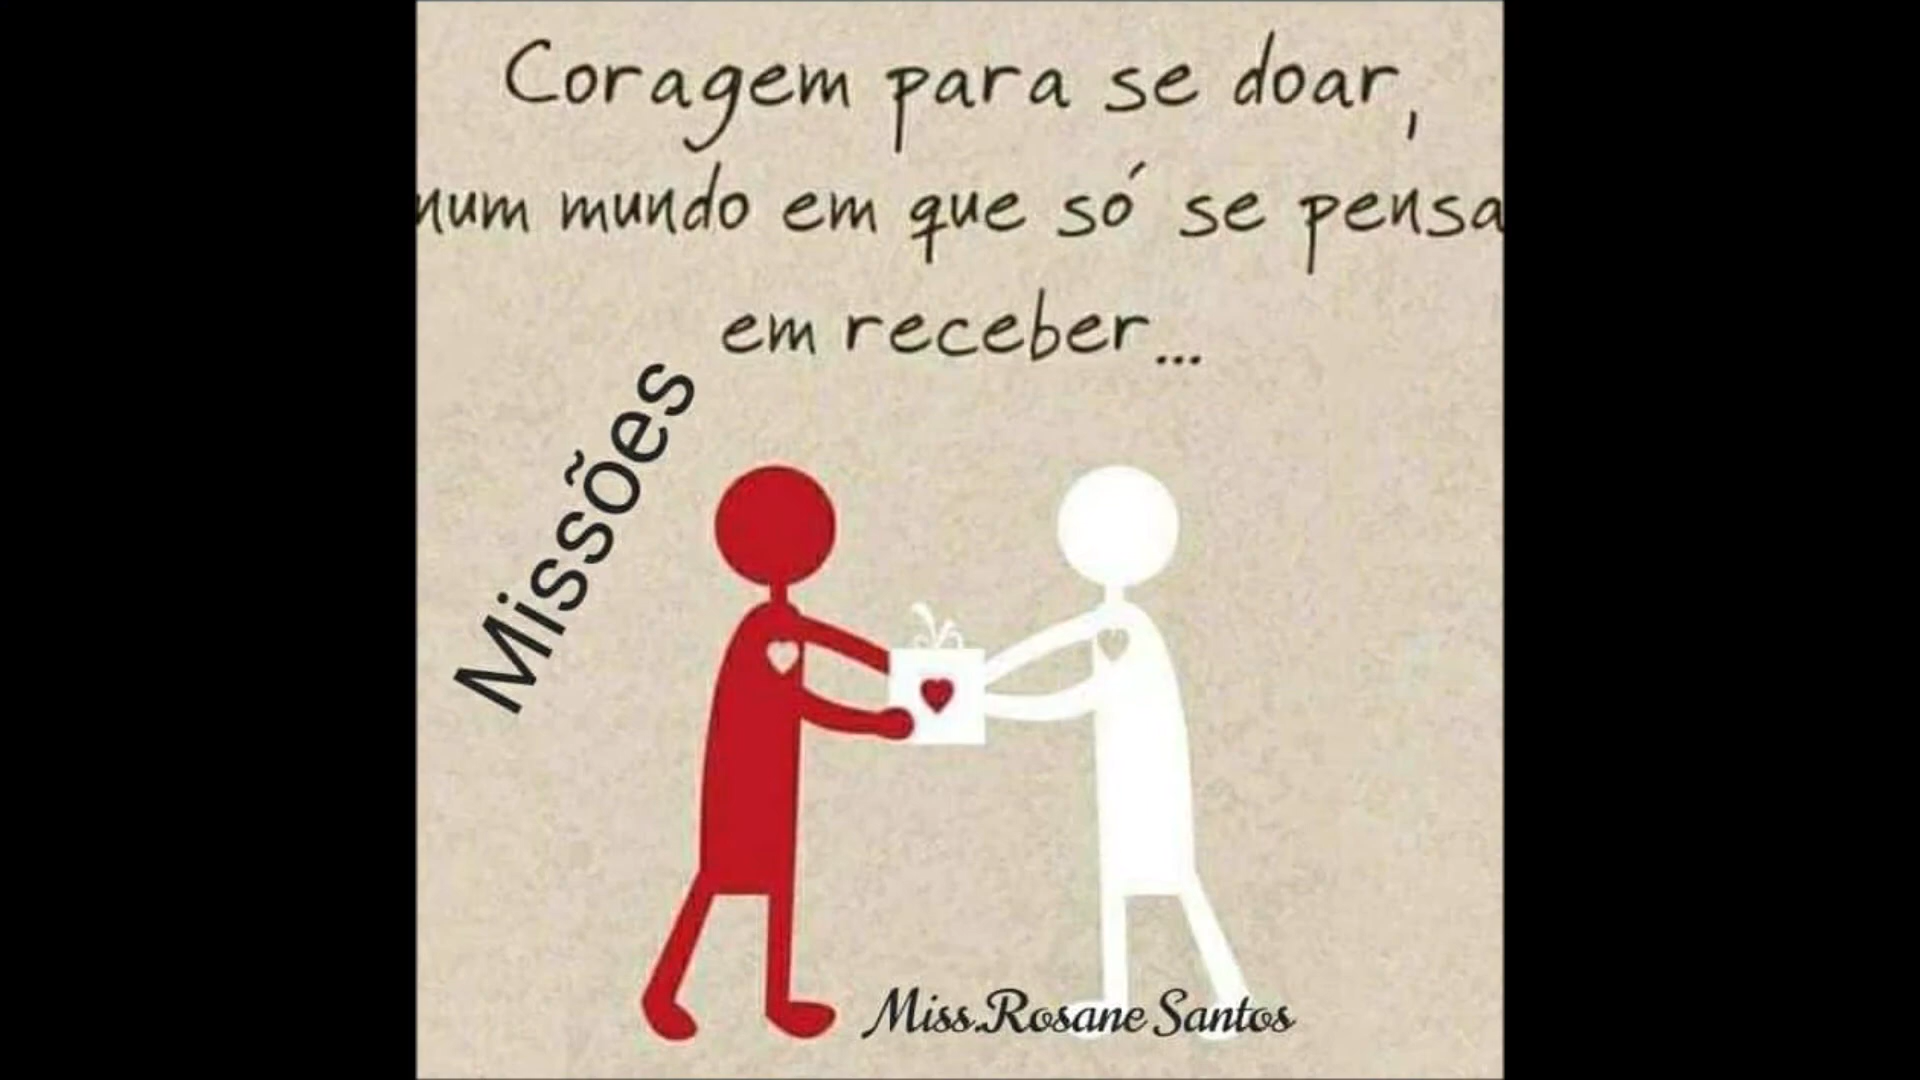 Coragem para se doar,
num mundo em que só se pensa
em receber...
Missões
Miss.Rosane Santos